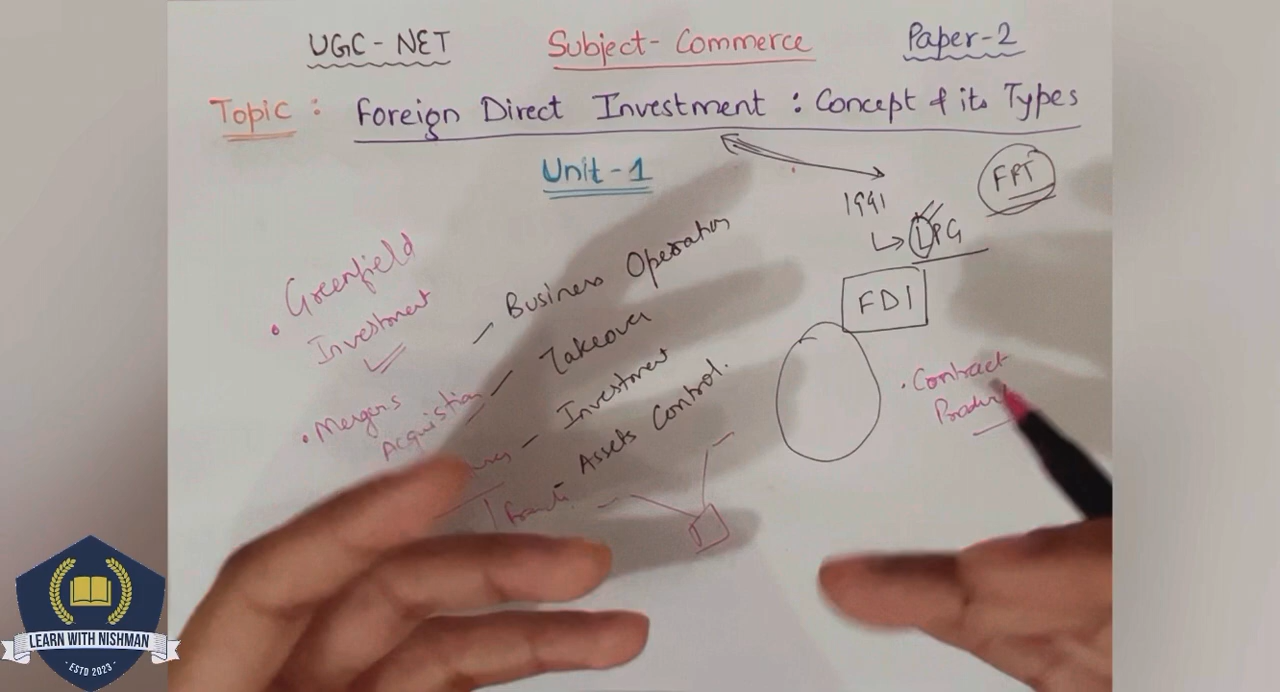 UGC-NET Subject- Commerce Paper-2
Topic : Foreign Direct Investment : Concept & its Types
Unit-1
1991
LPG
FPI
FDI
• Greenfield
Investment
• Mergers
Acquistion
- Business Operation
- Takeover
- Investment
- Assets Control.
• Contract
LEARN WITH NISHMAN
· ESTD 2023 ·